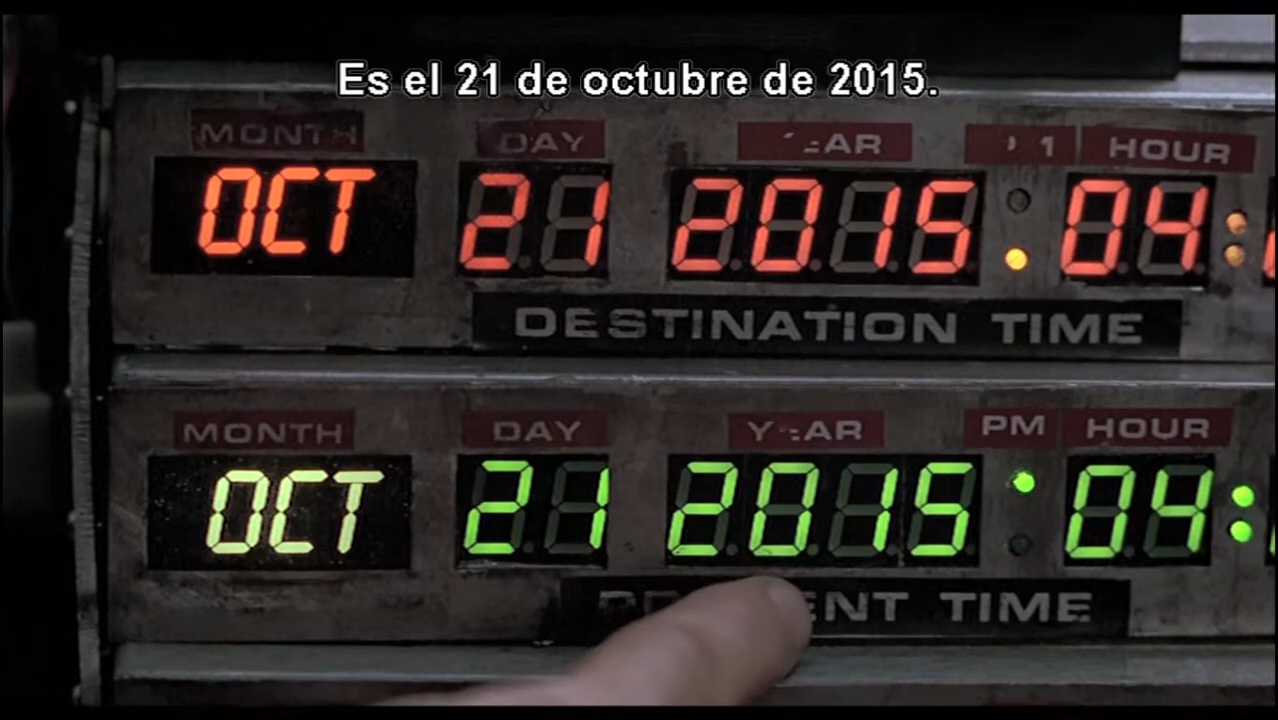 Es el 21 de octubre de 2015.
MONTH DAY HOUR
OCT 21 2015 04
DESTINATION TIME
MONTH DAY PM HOUR
OCT 21 2015 04
TIME